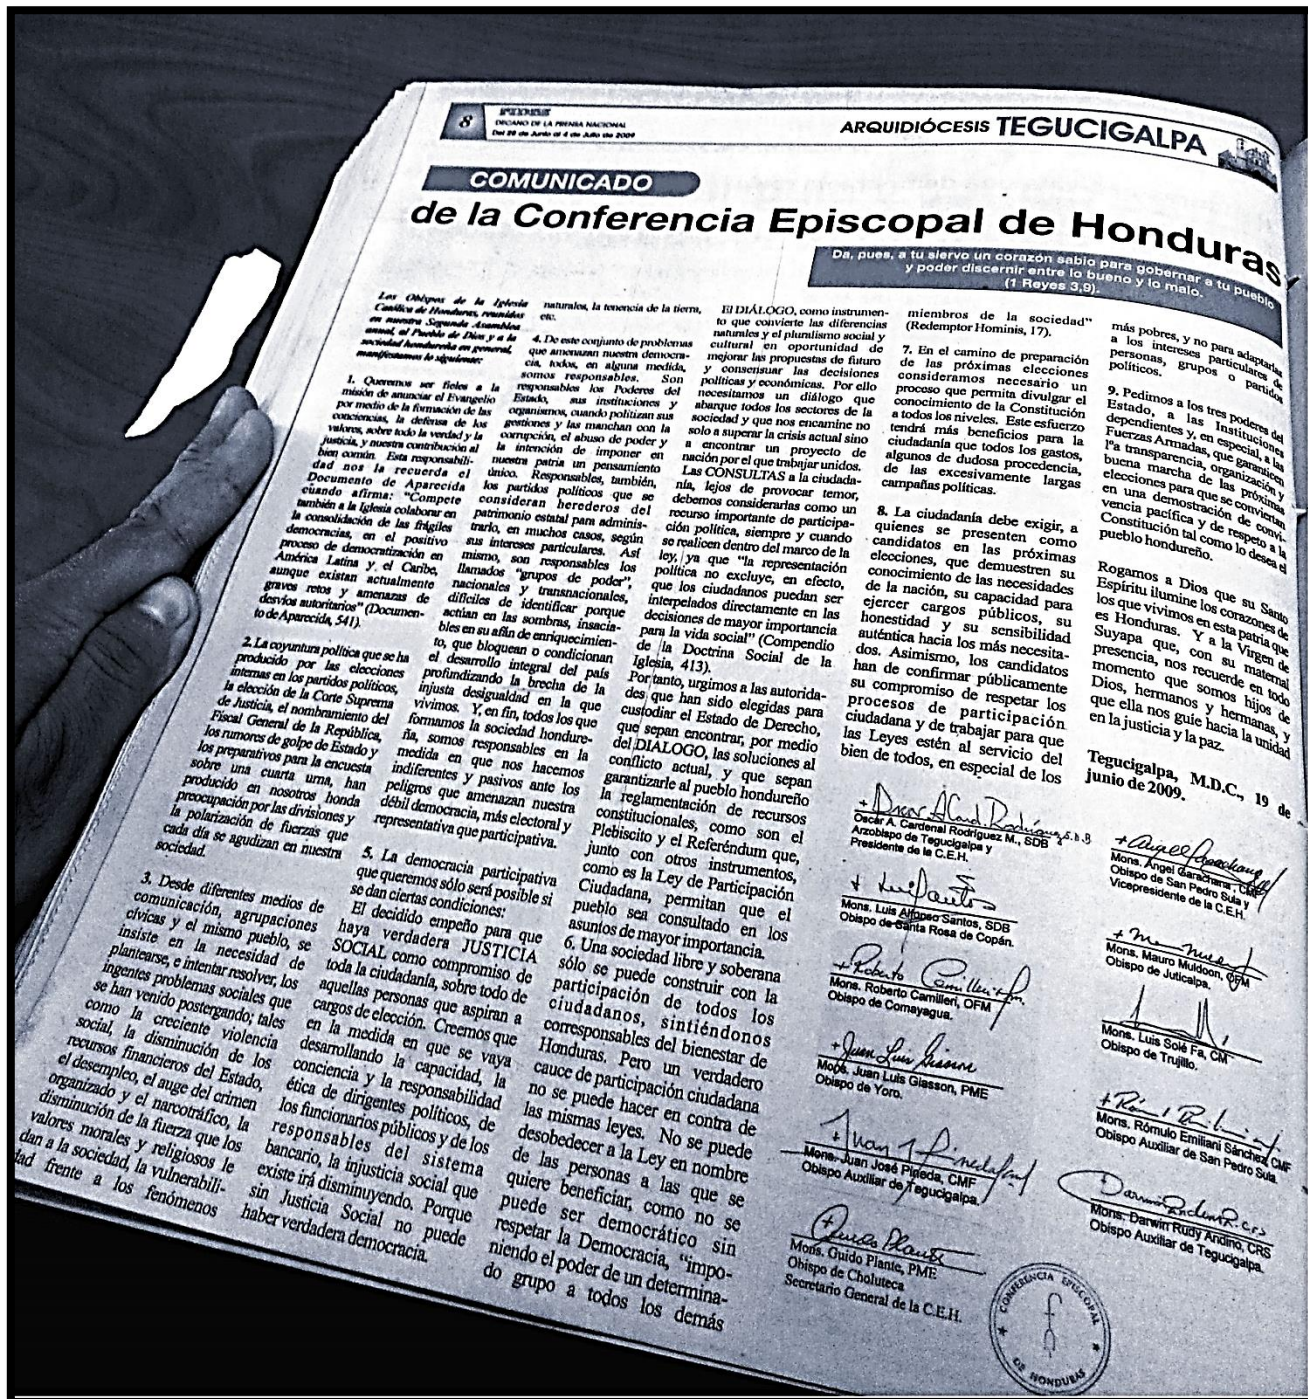 8
FIDES
DECANO DE LA PRENSA NACIONAL
Del 28 de Junio al 4 de Julio de 2009
ARQUIDIÓCESIS TEGUCIGALPA
COMUNICADO
de la Conferencia Episcopal de Honduras
Da, pues, a tu siervo un corazón sabio para gobernar a tu pueblo
y poder discernir entre lo bueno y lo malo.
(1 Reyes 3,9).
Los Obispos de la Iglesia
Católica de Honduras, reunidos
en nuestra Segunda Asamblea
anual, al Pueblo de Dios y a la
sociedad hondureña en general,
manifestamos lo siguiente:
1. Queremos ser fieles a la
misión de anunciar el Evangelio
por medio de la formación de las
conciencias, la defensa de los
valores, sobre todo la verdad y la
justicia, y nuestra contribución al
bien común. Esta responsabili-
dad nos la recuerda el
Documento de Aparecida
cuando afirma: "Compete
también a la Iglesia colaborar en
la consolidación de las frágiles
democracias, en el positivo
proceso de democratización en
América Latina y el Caribe,
aunque existan actualmente
graves retos y amenazas de
desvíos autoritarios" (Documen-
to de Aparecida, 541).
2. La coyuntura política que se ha
producido por las elecciones
internas en los partidos políticos,
la elección de la Corte Suprema
de Justicia, el nombramiento del
Fiscal General de la República,
los rumores de golpe de Estado y
los preparativos para la encuesta
sobre una cuarta urna, han
producido en nosotros honda
preocupación por las divisiones y
la polarización de fuerzas que
cada día se agudizan en nuestra
sociedad.
3. Desde diferentes medios de
comunicación, agrupaciones
cívicas y el mismo pueblo, se
insiste en la necesidad de
plantearse, e intentar resolver, los
ingentes problemas sociales que
se han venido postergando; tales
como la creciente violencia
social, la disminución de los
recursos financieros del Estado,
el desempleo, el auge del crimen
organizado y el narcotráfico, la
disminución de la fuerza que los
valores morales y religiosos le
dan a la sociedad, la vulnerabili-
dad frente a los fenómenos
naturales, la tenencia de la tierra,
etc.
4. De este conjunto de problemas
que amenazan nuestra democra-
cia, todos, en alguna medida,
somos responsables. Son
responsables los Poderes del
Estado, sus instituciones y
organismos, cuando politizan sus
gestiones y las manchan con la
corrupción, el abuso de poder y
la intención de imponer en
nuestra patria un pensamiento
único. Responsables, también,
los partidos políticos que se
consideran herederos del
patrimonio estatal para adminis-
trarlo, en muchos casos, según
sus intereses particulares. Así
mismo, son responsables los
llamados "grupos de poder",
nacionales y transnacionales,
difíciles de identificar porque
actúan en las sombras, insacia-
bles en su afán de enriquecimien-
to, que bloquean o condicionan
el desarrollo integral del país
profundizando la brecha de la
injusta desigualdad en la que
vivimos. Y, en fin, todos los que
formamos la sociedad hondure-
ña, somos responsables en la
medida en que nos hacemos
indiferentes y pasivos ante los
peligros que amenazan nuestra
débil democracia, más electoral y
representativa que participativa.
5. La democracia participativa
que queremos sólo será posible si
se dan ciertas condiciones:
El decidido empeño para que
haya verdadera JUSTICIA
SOCIAL como compromiso de
toda la ciudadanía, sobre todo de
aquellas personas que aspiran a
cargos de elección. Creemos que
en la medida en que se vaya
desarrollando la capacidad, la
conciencia y la responsabilidad
ética de dirigentes políticos, de
los funcionarios públicos y de los
responsables del sistema
bancario, la injusticia social que
existe irá disminuyendo. Porque
sin Justicia Social no puede
haber verdadera democracia.
El DIÁLOGO, como instrumen-
to que convierte las diferencias
naturales y el pluralismo social y
cultural en oportunidad de
mejorar las propuestas de futuro
y consensuar las decisiones
políticas y económicas. Por ello
necesitamos un diálogo que
abarque todos los sectores de la
sociedad y que nos encamine no
solo a superar la crisis actual sino
a encontrar un proyecto de
nación por el que trabajar unidos.
Las CONSULTAS a la ciudada-
nía, lejos de provocar temor,
debemos considerarlas como un
recurso importante de participa-
ción política, siempre y cuando
se realicen dentro del marco de la
ley, ya que "la representación
política no excluye, en efecto,
que los ciudadanos puedan ser
interpelados directamente en las
decisiones de mayor importancia
para la vida social" (Compendio
de la Doctrina Social de la
Iglesia, 413).
Por tanto, urgimos a las autorida-
des que han sido elegidas para
custodiar el Estado de Derecho,
que sepan encontrar, por medio
del DIALOGO, las soluciones al
conflicto actual, y que sepan
garantizarle al pueblo hondureño
la reglamentación de recursos
constitucionales, como son el
Plebiscito y el Referéndum que,
junto con otros instrumentos,
como es la Ley de Participación
Ciudadana, permitan que el
pueblo sea consultado en los
asuntos de mayor importancia.
6. Una sociedad libre y soberana
sólo se puede construir con la
participación de todos los
ciudadanos, sintiéndonos
corresponsables del bienestar de
Honduras. Pero un verdadero
cauce de participación ciudadana
no se puede hacer en contra de
las mismas leyes. No se puede
desobedecer a la Ley en nombre
de las personas a las que se
quiere beneficiar, como no se
puede ser democrático sin
respetar la Democracia, "impo-
niendo el poder de un determina-
do grupo a todos los demás
miembros de la sociedad"
(Redemptor Hominis, 17).
7. En el camino de preparación
de las próximas elecciones
consideramos necesario un
proceso que permita divulgar el
conocimiento de la Constitución
a todos los niveles. Este esfuerzo
tendrá más beneficios para la
ciudadanía que todos los gastos,
algunos de dudosa procedencia,
de las excesivamente largas
campañas políticas.
8. La ciudadanía debe exigir, a
quienes se presenten como
candidatos en las próximas
elecciones, que demuestren su
conocimiento de las necesidades
de la nación, su capacidad para
ejercer cargos públicos, su
honestidad y su sensibilidad
auténtica hacia los más necesita-
dos. Asimismo, los candidatos
han de confirmar públicamente
su compromiso de respetar los
procesos de participación
ciudadana y de trabajar para que
las Leyes estén al servicio del
bien de todos, en especial de los
más pobres, y no para adaptarlas
a los intereses particulares de
personas, grupos o partidos
políticos.
9. Pedimos a los tres poderes del
Estado, a las Instituciones
dependientes y, en especial, a las
Fuerzas Armadas, que garanticen
l"a transparencia, organización y
buena marcha de las próximas
elecciones para que se conviertan
en una demostración de convi-
vencia pacífica y de respeto a la
Constitución tal como lo desea el
pueblo hondureño.
Rogamos a Dios que su Santo
Espíritu ilumine los corazones de
los que vivimos en esta patria que
es Honduras. Y a la Virgen de
Suyapa que, con su maternal
presencia, nos recuerde en todo
momento que somos hijos de
Dios, hermanos y hermanas, y
que ella nos guíe hacia la unidad
en la justicia y la paz.
Tegucigalpa, M.D.C., 19 de
junio de 2009.
Oscar A. Cardenal Rodríguez M., SDB
Arzobispo de Tegucigalpa y
Presidente de la C.E.H.
Mons. Ángel Garachana, CMF
Obispo de San Pedro Sula y
Vicepresidente de la C.E.H.
Mons. Luis Alfonso Santos, SDB
Obispo de Santa Rosa de Copán.
Mons. Mauro Muldoon, OFM
Obispo de Juticalpa.
Mons. Roberto Camilleri, OFM
Obispo de Comayagua.
Mons. Luis Solé Fa, CM
Obispo de Trujillo.
Mons. Juan Luis Giasson, PME
Obispo de Yoro.
Mons. Rómulo Emiliani Sánchez, CMF
Obispo Auxiliar de San Pedro Sula.
Mons. Juan José Pineda, CMF
Obispo Auxiliar de Tegucigalpa.
Mons. Darwin Rudy Andino, CRS
Obispo Auxiliar de Tegucigalpa.
Mons. Guido Plante, PME
Obispo de Choluteca
Secretario General de la C.E.H.
CONFERENCIA EPISCOPAL
DE HONDURAS